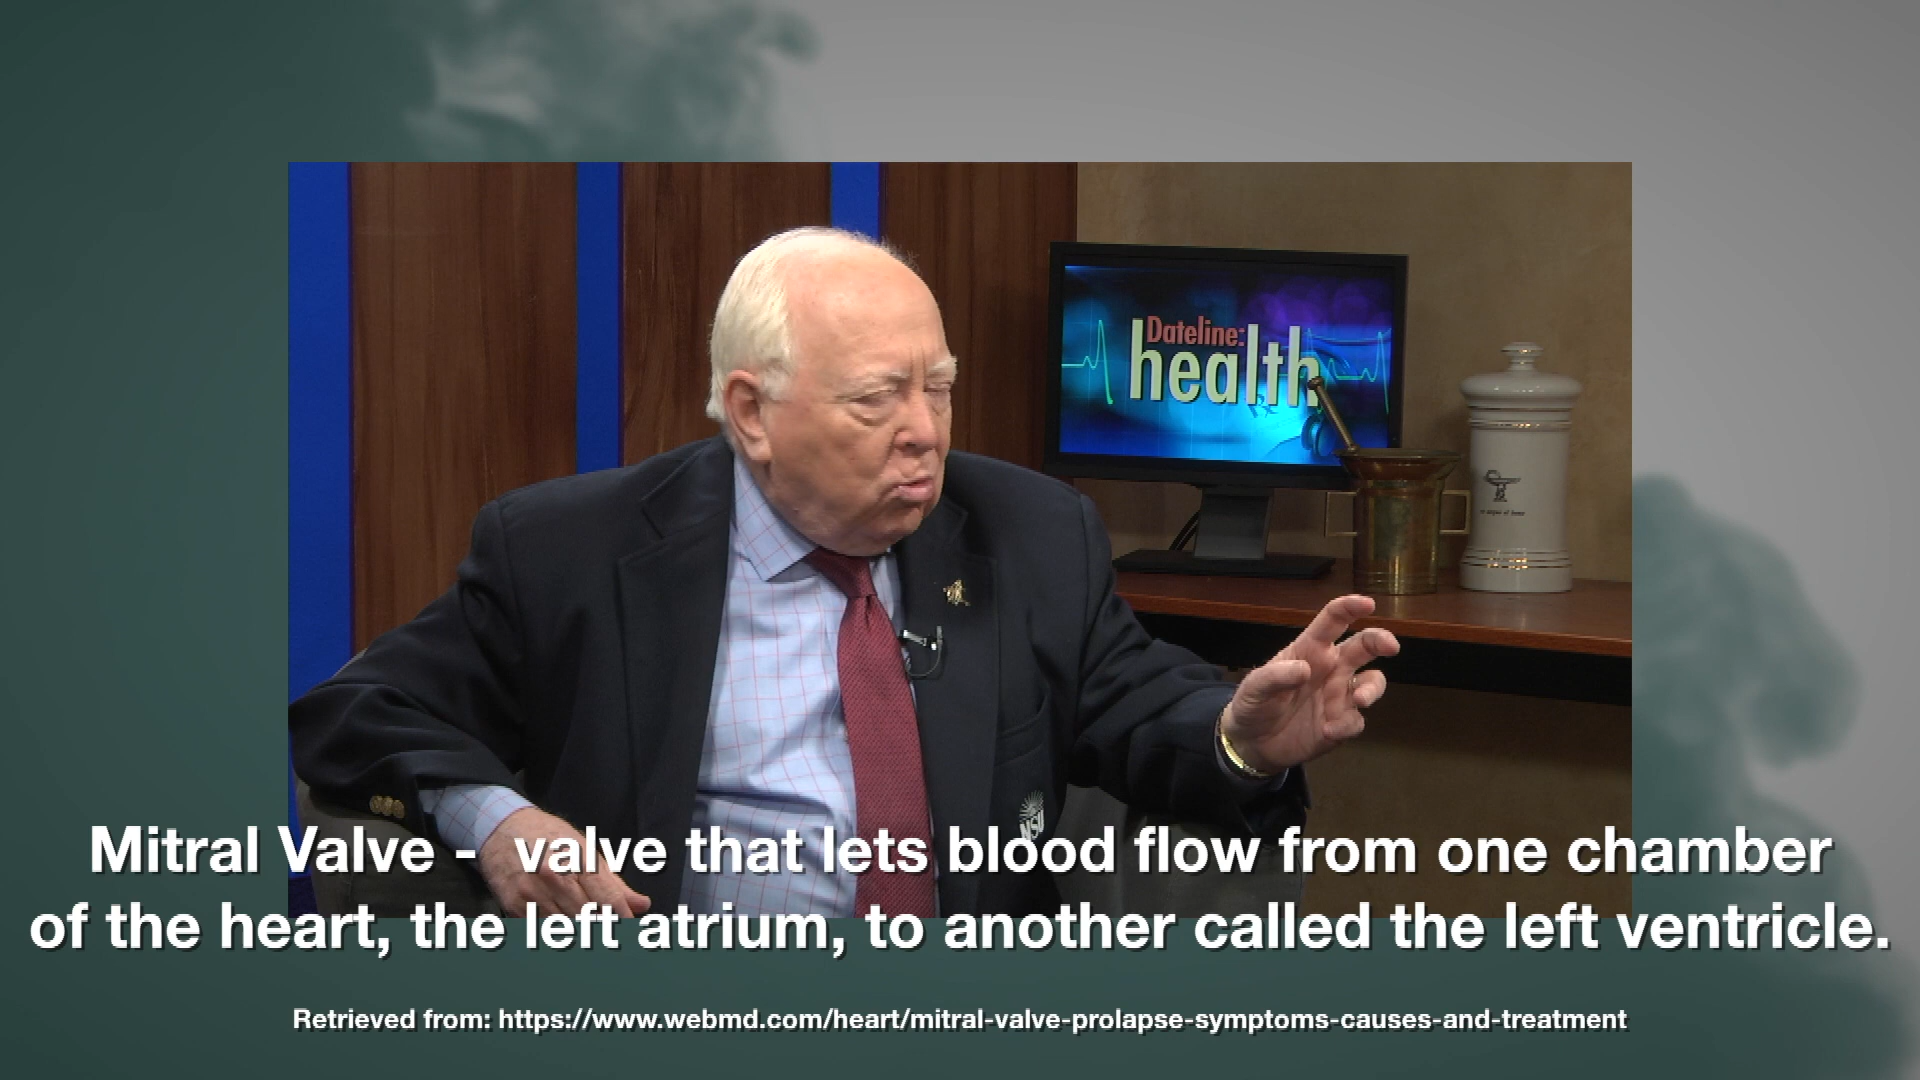 Dateline:
health
NSU
Mitral Valve -  valve that lets blood flow from one chamber
of the heart, the left atrium, to another called the left ventricle.
Retrieved from: https://www.webmd.com/heart/mitral-valve-prolapse-symptoms-causes-and-treatment